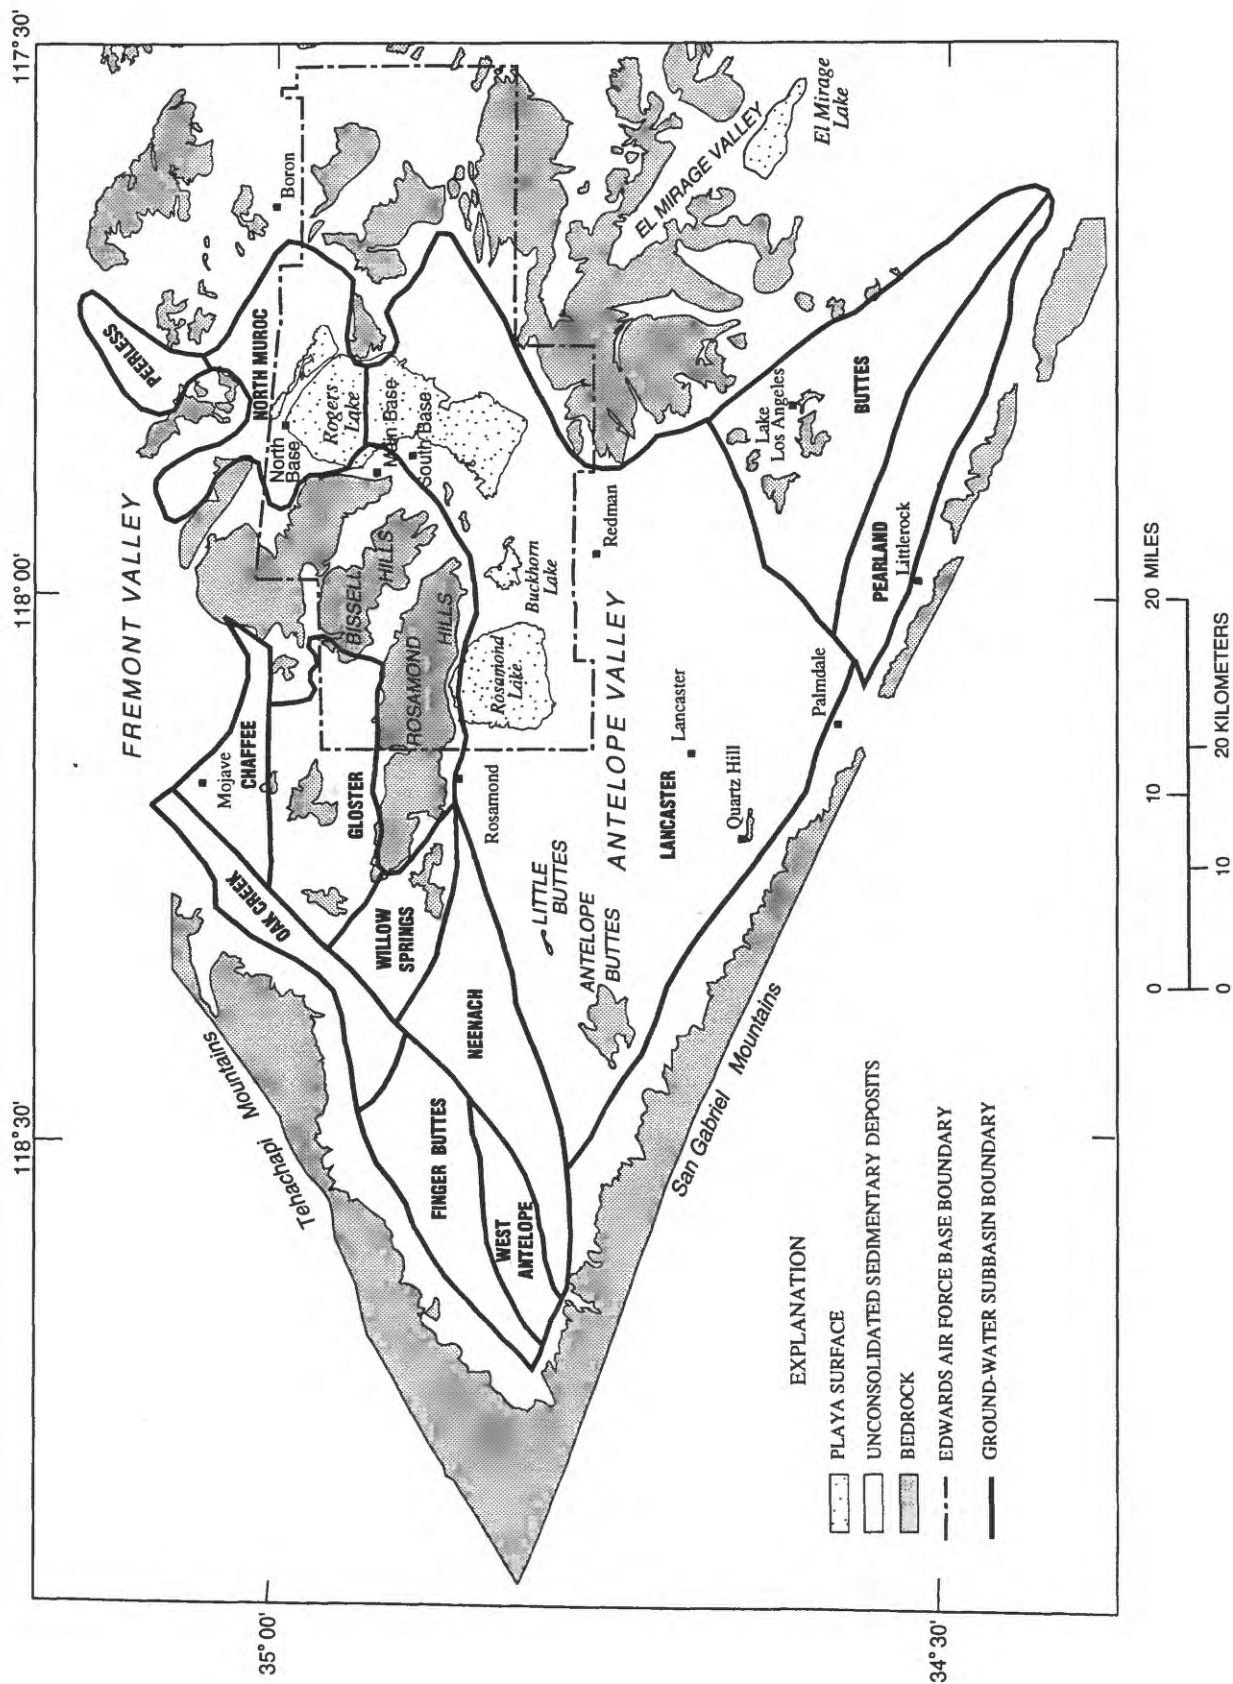 118°30'
118°00'
117°30'
35°00'
34°30'
FREMONT VALLEY
Tehachapi Mountains
PEERLESS
NORTH MUROC
Boron
Mojave
CHAFFEE
OAK CREEK
GLOSTER
North
Base
Rogers
Lake
Main Base
South Base
BISSELL
HILLS
ROSAMOND
HILLS
WILLOW
SPRINGS
Rosamond
Rosamond
Lake
Buckhorn
Lake
FINGER BUTTES
NEENACH
WEST
ANTELOPE
LITTLE
BUTTES
ANTELOPE
BUTTES
ANTELOPE VALLEY
Redman
LANCASTER
Lancaster
Quartz Hill
Palmdale
EL MIRAGE VALLEY
El Mirage
Lake
Lake
Los Angeles
BUTTES
PEARLAND
Littlerock
San Gabriel Mountains
EXPLANATION
PLAYA SURFACE
UNCONSOLIDATED SEDIMENTARY DEPOSITS
BEDROCK
EDWARDS AIR FORCE BASE BOUNDARY
GROUND-WATER SUBBASIN BOUNDARY
0 10 20 MILES
0 10 20 KILOMETERS